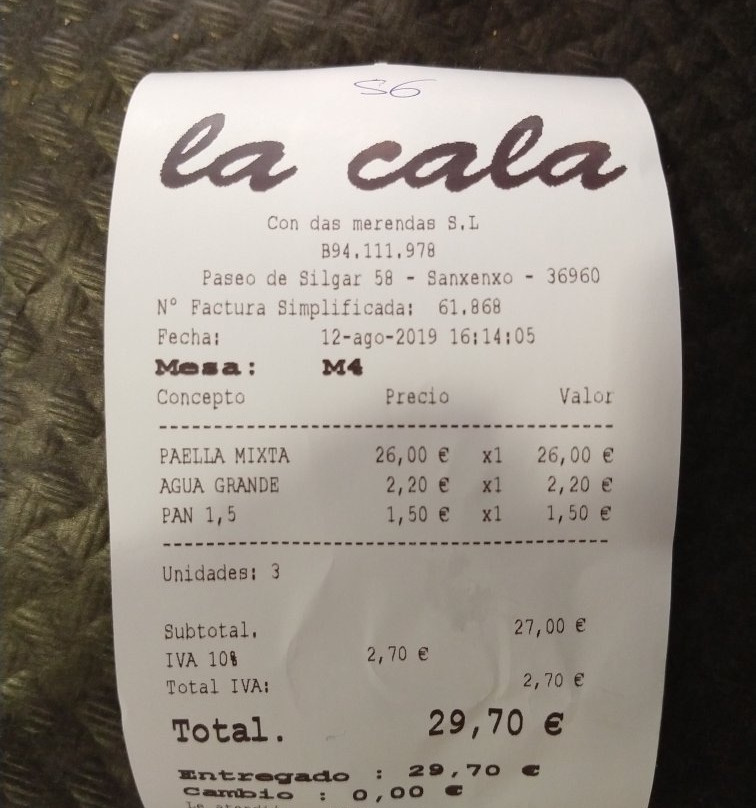 S6
la cala
Con das merendas S.L
B94.111.978
Paseo de Silgar 58 - Sanxenxo - 36960
Nº Factura Simplificada: 61.868
Fecha: 12-ago-2019 16:14:05
Mesa: M4
Concepto Precio Valor
PAELLA MIXTA 26,00 € x1 26,00 €
AGUA GRANDE 2,20 € x1 2,20 €
PAN 1,5 1,50 € x1 1,50 €
Unidades: 3
Subtotal. 27,00 €
IVA 10% 2,70 €
Total IVA: 2,70 €
Total. 29,70 €
Entregado : 29,70 €
Cambio : 0,00 €